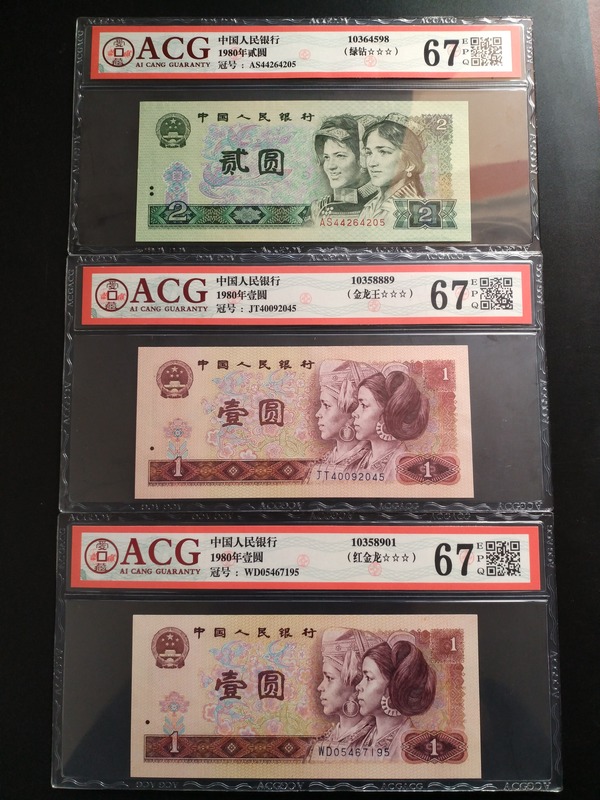 ACG
AI CANG GUARANTY
中国人民银行
1980年贰圆
冠号：AS44264205
10364598
(绿钻☆☆☆)
67
EPQ
中国人民银行
贰圆
2
2
2
AS44264205
ACG
AI CANG GUARANTY
中国人民银行
1980年壹圆
冠号：JT40092045
10358889
(金龙王☆☆☆)
67
EPQ
中国人民银行
壹圆
1
1
1
JT40092045
ACG
AI CANG GUARANTY
中国人民银行
1980年壹圆
冠号：WD05467195
10358901
(红金龙☆☆☆)
67
EPQ
中国人民银行
壹圆
1
1
1
WD05467195